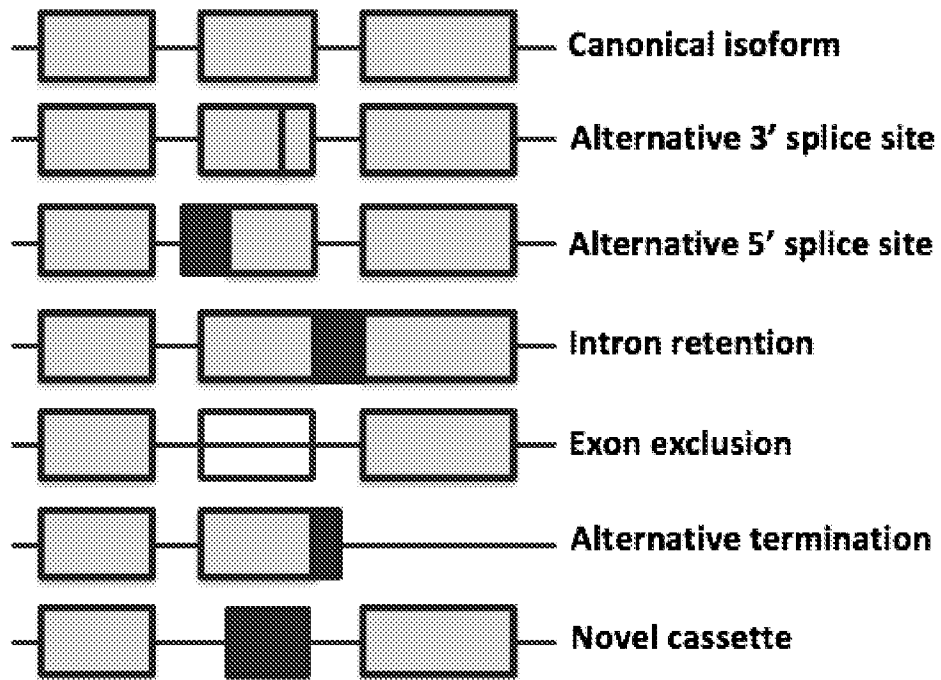 Canonical isoform
Alternative 3′ splice site
Alternative 5′ splice site
Intron retention
Exon exclusion
Alternative termination
Novel cassette